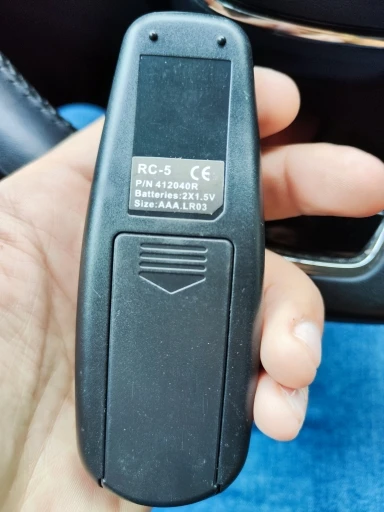 RC-5 CE
P/N 412040R
Batteries:2X1.5V
Size:AAA.LR03